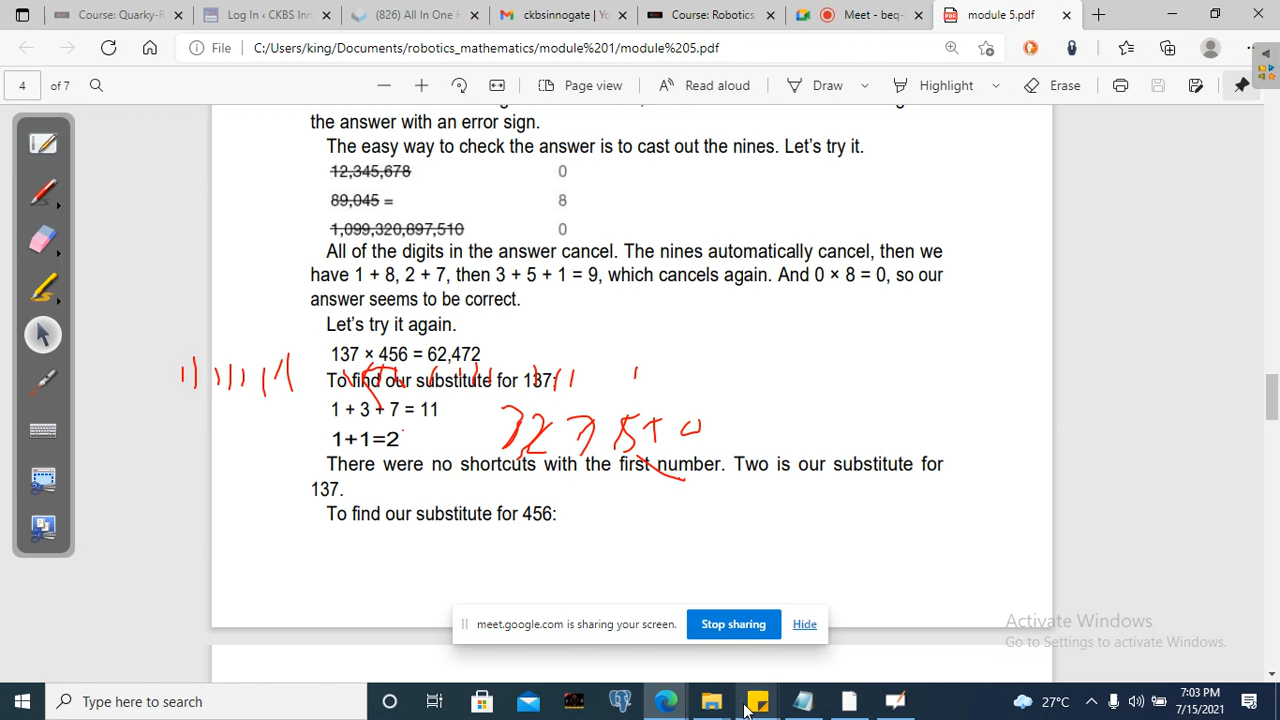 Course: Quarky-R
Log In ‹ CKBS Inn
(826) All In One F
ckbsinnogate – Yo
Course: Robotics
Meet - beq-
module 5.pdf
File
C:/Users/king/Documents/robotics_mathematics/module%201/module%205.pdf
4 of 7
Page view
Read aloud
Draw
Highlight
Erase
the answer with an error sign.
The easy way to check the answer is to cast out the nines. Let's try it.
12,345,678 0
89,045 = 8
1,099,320,897,510 0
All of the digits in the answer cancel. The nines automatically cancel, then we
have 1 + 8, 2 + 7, then 3 + 5 + 1 = 9, which cancels again. And 0 × 8 = 0, so our
answer seems to be correct.
Let's try it again.
137 × 456 = 62,472
To find our substitute for 137:
1 + 3 + 7 = 11
1+1=2
There were no shortcuts with the first number. Two is our substitute for
137.
To find our substitute for 456:
meet.google.com is sharing your screen.
Stop sharing
Hide
Activate Windows
Go to Settings to activate Windows.
Type here to search
27°C
7:03 PM
7/15/2021